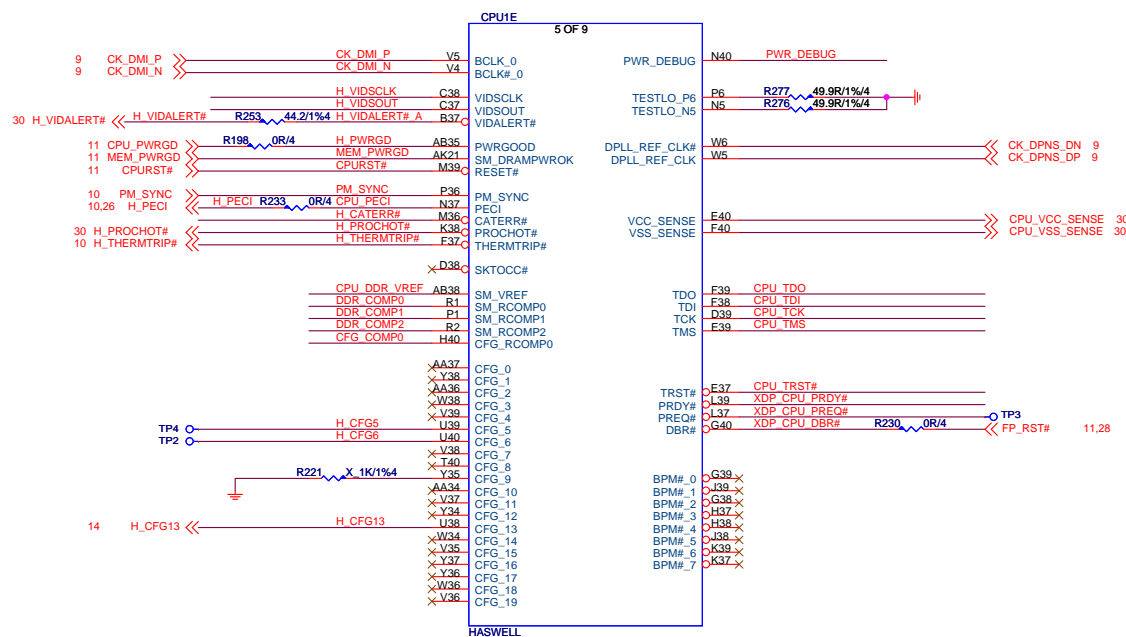 CPU1E
5 OF 9
9 CK_DMI_P CK_DMI_P V5 BCLK_0
9 CK_DMI_N CK_DMI_N V4 BCLK#_0
H_VIDSCLK C38 VIDSCLK
H_VIDSOUT C37 VIDSOUT
30 H_VIDALERT# H_VIDALERT# R253 44.2/1%4 H_VIDALERT#_A B37 VIDALERT#
11 CPU_PWRGD R198 0R/4 H_PWRGD AB35 PWRGOOD
11 MEM_PWRGD MEM_PWRGD AK21 SM_DRAMPWROK
11 CPURST# CPURST# M39 RESET#
10 PM_SYNC PM_SYNC P36 PM_SYNC
10,26 H_PECI H_PECI R233 0R/4 CPU_PECI N37 PECI
H_CATERR# M36 CATERR#
30 H_PROCHOT# H_PROCHOT# K38 PROCHOT#
10 H_THERMTRIP# H_THERMTRIP# F37 THERMTRIP#
D38 SKTOCC#
CPU_DDR_VREF AB38 SM_VREF
DDR_COMP0 R1 SM_RCOMP0
DDR_COMP1 P1 SM_RCOMP1
DDR_COMP2 R2 SM_RCOMP2
CFG_COMP0 H40 CFG_RCOMP0
AA37 CFG_0
Y38 CFG_1
AA36 CFG_2
W38 CFG_3
V39 CFG_4
TP4 H_CFG5 U39 CFG_5
TP2 H_CFG6 U40 CFG_6
V38 CFG_7
T40 CFG_8
R221 X_1K/1%4 Y35 CFG_9
AA34 CFG_10
V37 CFG_11
Y34 CFG_12
14 H_CFG13 H_CFG13 U38 CFG_13
W34 CFG_14
V35 CFG_15
Y37 CFG_16
Y36 CFG_17
W36 CFG_18
V36 CFG_19
PWR_DEBUG N40 PWR_DEBUG
TESTLO_P6 P6 R277 49.9R/1%/4
TESTLO_N5 N5 R276 49.9R/1%/4
DPLL_REF_CLK# W6 CK_DPNS_DN 9
DPLL_REF_CLK W5 CK_DPNS_DP 9
VCC_SENSE E40 CPU_VCC_SENSE 30
VSS_SENSE F40 CPU_VSS_SENSE 30
TDO F39 CPU_TDO
TDI F38 CPU_TDI
TCK D39 CPU_TCK
TMS E39 CPU_TMS
TRST# E37 CPU_TRST#
PRDY# L39 XDP_CPU_PRDY#
PREQ# L37 XDP_CPU_PREQ# TP3
DBR# G40 XDP_CPU_DBR# R230 0R/4 FP_RST# 11,28
BPM#_0 G39
BPM#_1 J39
BPM#_2 G38
BPM#_3 H37
BPM#_4 H38
BPM#_5 J38
BPM#_6 K39
BPM#_7 K37
HASWELL